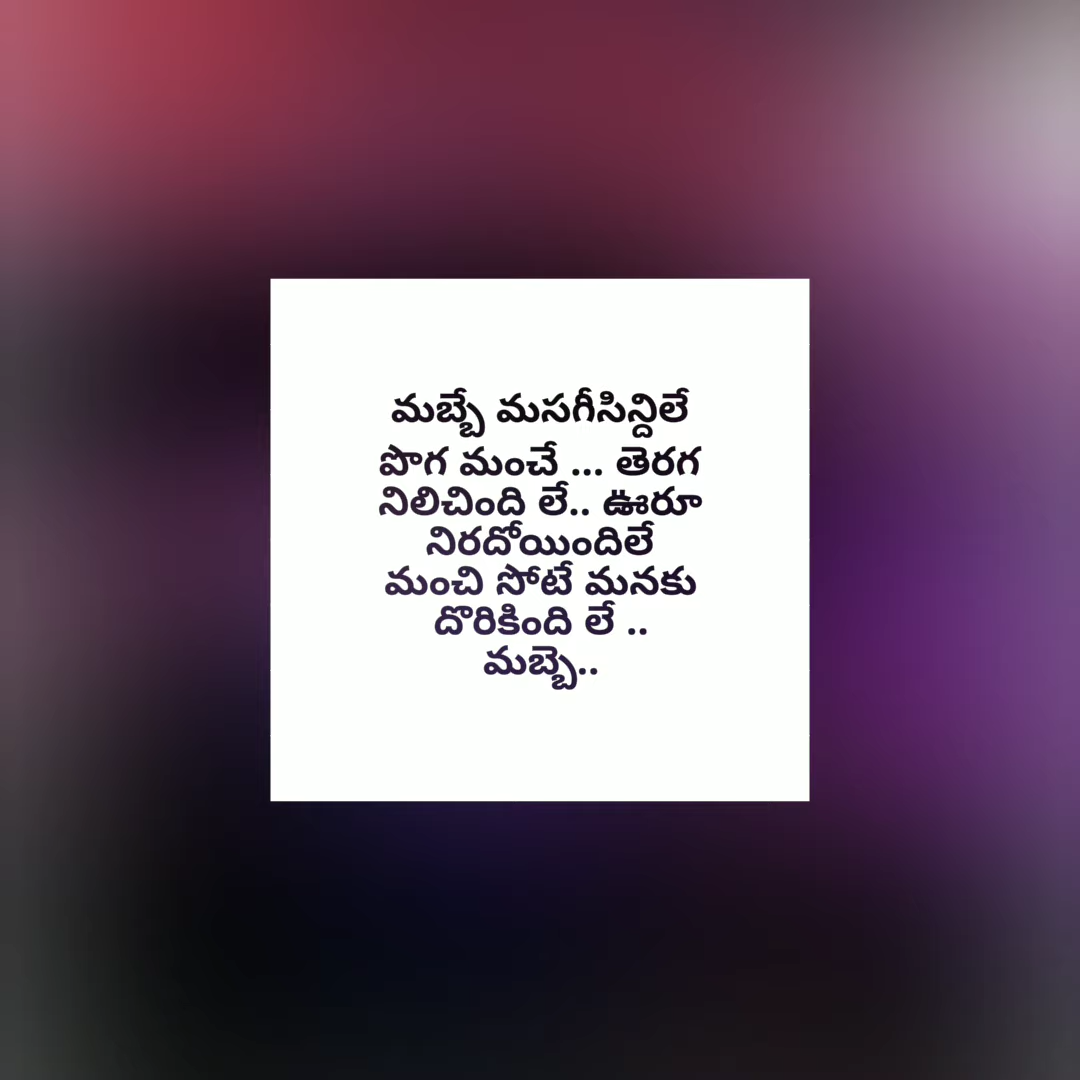 మబ్బే మసగేసిన్దిలే
పొగ మంచే ... తెరగ
నిలిచింది లే.. ఊరూ
నిరదోయిందిలే
మంచి సోటే మనకు
దొరికింది లే ..
మబ్బె..